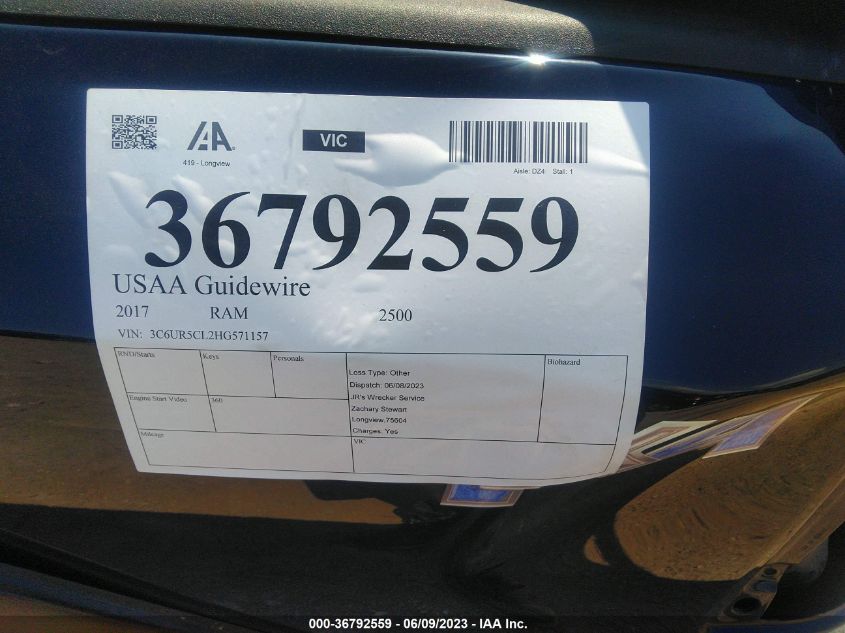 IAA
VIC
419 - Longview
Aisle: DZ4 Stall: 1
36792559
USAA Guidewire
2017 RAM 2500
VIN: 3C6UR5CL2HG571157
RND/Starts
Keys
Personals
Loss Type: Other
Dispatch: 06/08/2023
JR's Wrecker Service
Zachary Stewart
Longview,75604
Charges: Yes
Biohazard
Engine Start Video
360
Mileage
VIC
000-36792559 - 06/09/2023 - IAA Inc.